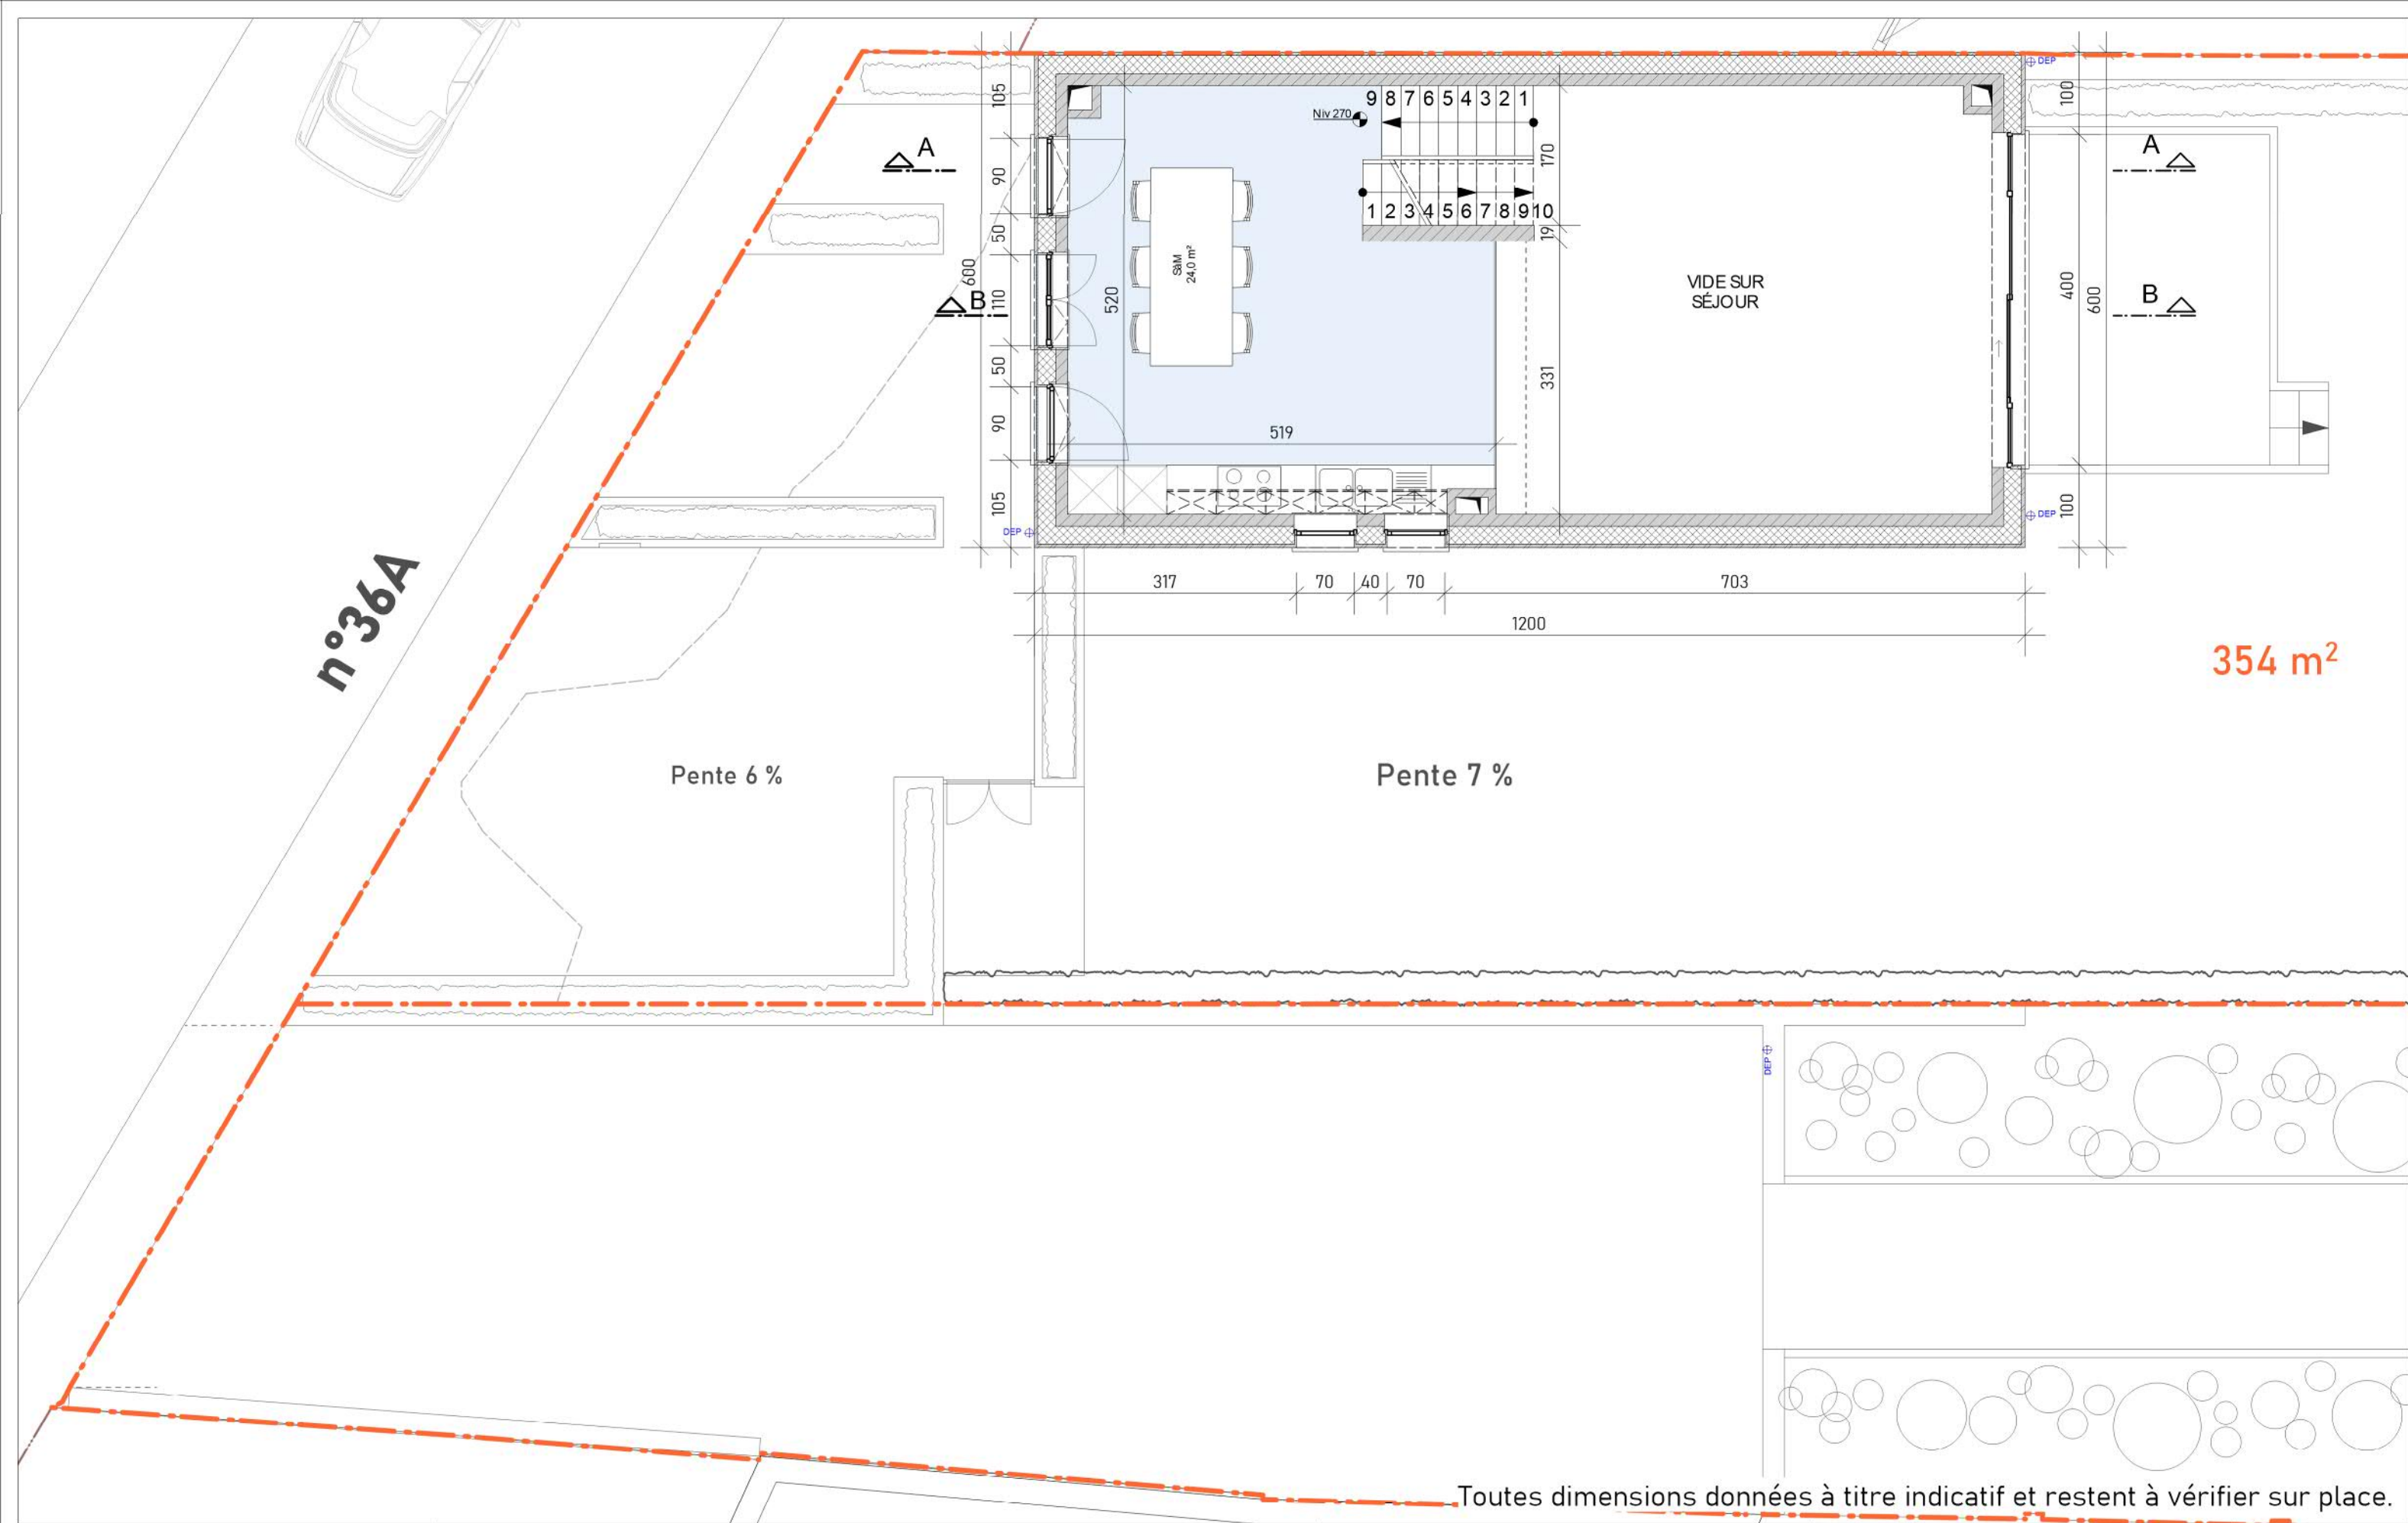 DEP
DEP
105
100
9 8 7 6 5 4 3 2 1
Niv 270
A
A
170
90
1 2 3 4 5 6 7 8 9 10
50
19
SàM
24,0 m²
600
VIDE SUR
SÉJOUR
400
600
B
110
520
B
50
331
90
519
105
100
DEP
DEP
n°36A
317
70
40
70
703
1200
354 m²
Pente 6 %
Pente 7 %
DEP
Toutes dimensions données à titre indicatif et restent à vérifier sur place.